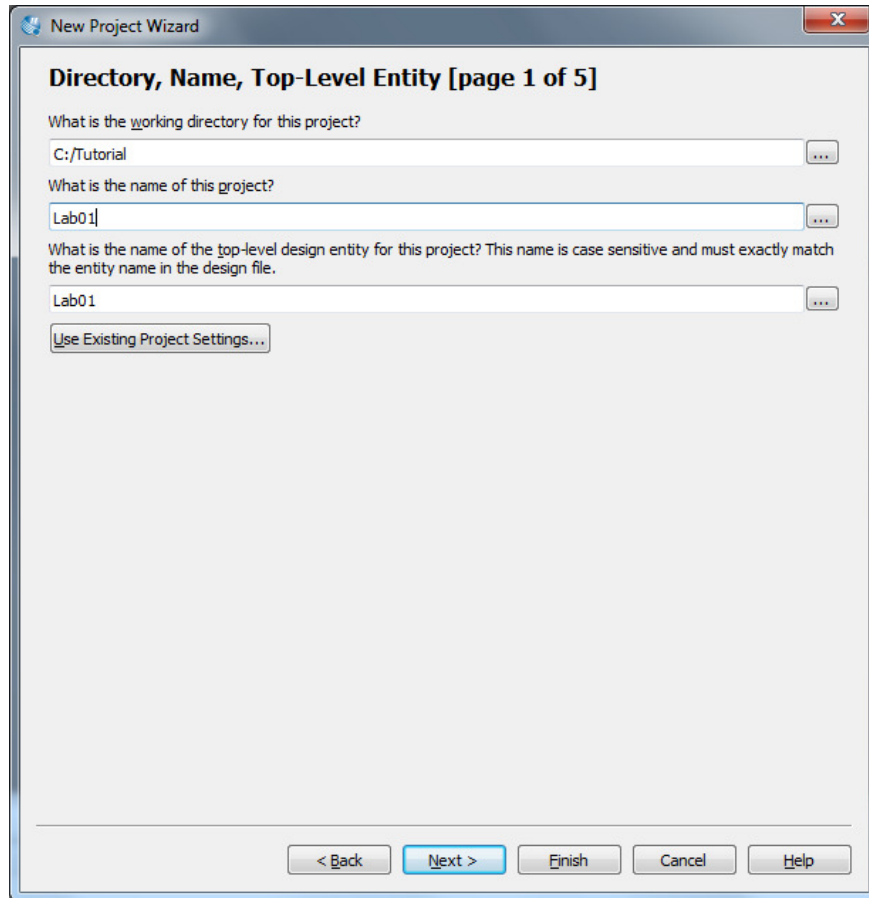 New Project Wizard
Directory, Name, Top-Level Entity [page 1 of 5]
What is the working directory for this project?
C:/Tutorial
...
What is the name of this project?
Lab01
...
What is the name of the top-level design entity for this project? This name is case sensitive and must exactly match
the entity name in the design file.
Lab01
...
Use Existing Project Settings...
< Back
Next >
Finish
Cancel
Help